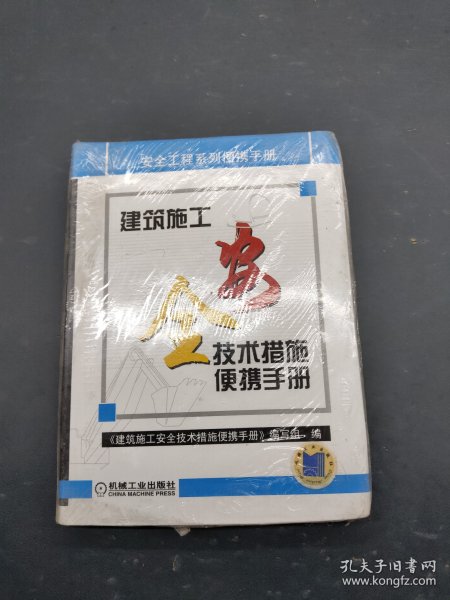 安全工程系列便携手册
建筑施工
安
全
技术措施
便携手册
《建筑施工安全技术措施便携手册》编写组 编
机械工业出版社
CHINA MACHINE PRESS
孔夫子旧书网
www.kongfz.com